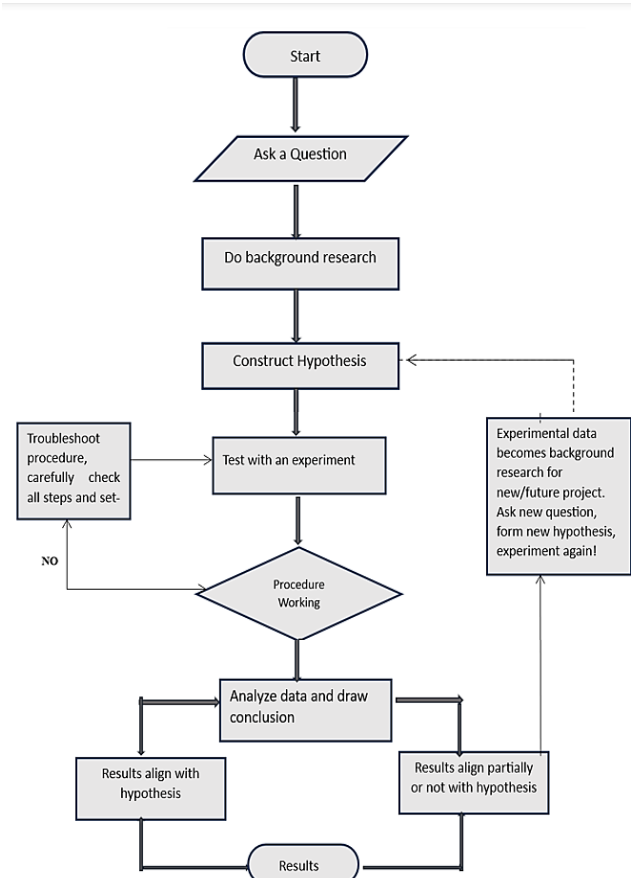 Start
Ask a Question
Do background research
Construct Hypothesis
Troubleshoot
procedure,
carefully check
all steps and set-
Test with an experiment
Experimental data
becomes background
research for
new/future project.
Ask new question,
form new hypothesis,
experiment again!
NO
Procedure
Working
Analyze data and draw
conclusion
Results align with
hypothesis
Results align partially
or not with hypothesis
Results